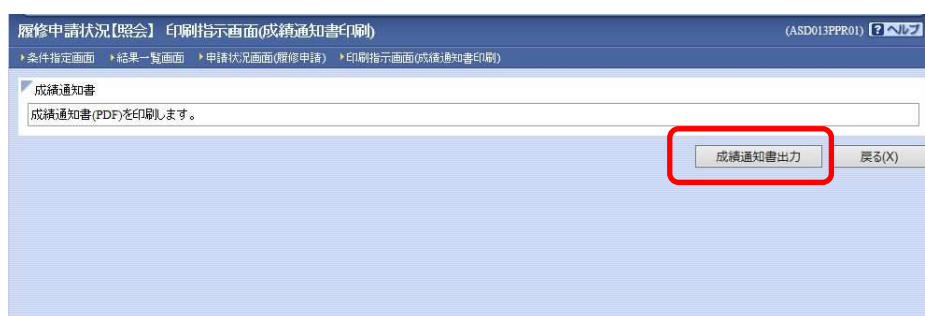 履修申請状況【照会】 印刷指示画面(成績通知書印刷)
(ASD013PPR01) ? ヘルプ
条件指定画面 結果一覧画面 申請状況画面(履修申請) 印刷指示画面(成績通知書印刷)
成績通知書
成績通知書(PDF)を印刷します。
成績通知書出力 戻る(X)